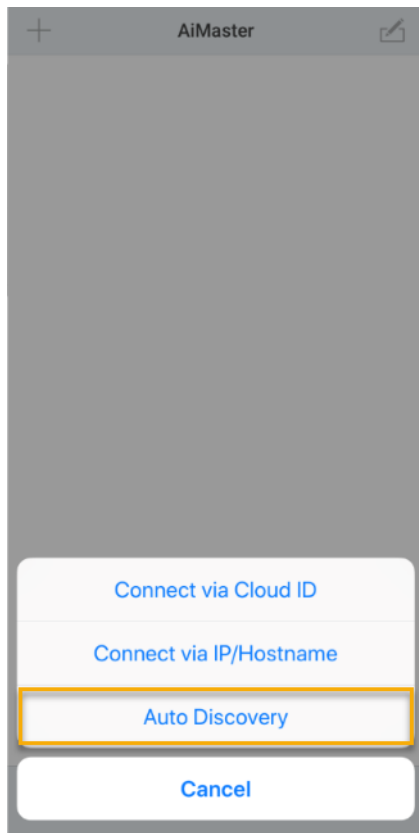 AiMaster
Connect via Cloud ID
Connect via IP/Hostname
Auto Discovery
Cancel